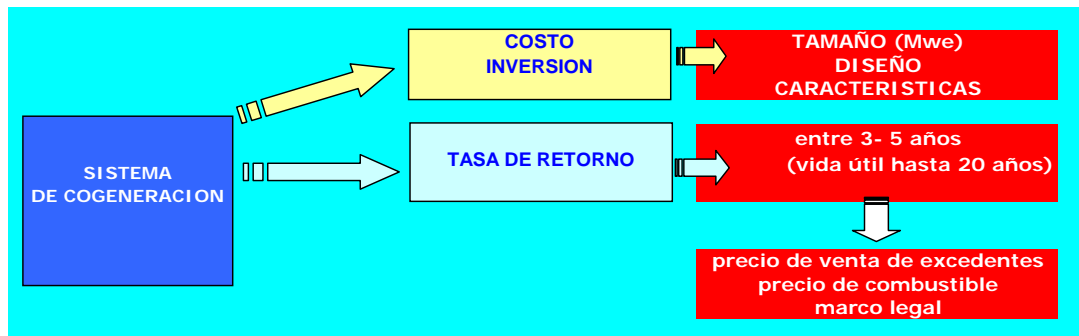 SISTEMA
DE COGENERACION
COSTO
INVERSION
TAMAÑO (Mwe)
DISEÑO
CARACTERISTICAS
TASA DE RETORNO
entre 3- 5 años
(vida útil hasta 20 años)
precio de venta de excedentes
precio de combustible
marco legal